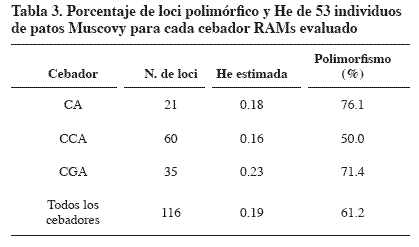 Tabla 3. Porcentaje de loci polimórfico y He de 53 individuos
de patos Muscovy para cada cebador RAMs evaluado
Cebador N. de loci He estimada Polimorfismo (%)
CA 21 0.18 76.1
CCA 60 0.16 50.0
CGA 35 0.23 71.4
Todos los cebadores 116 0.19 61.2